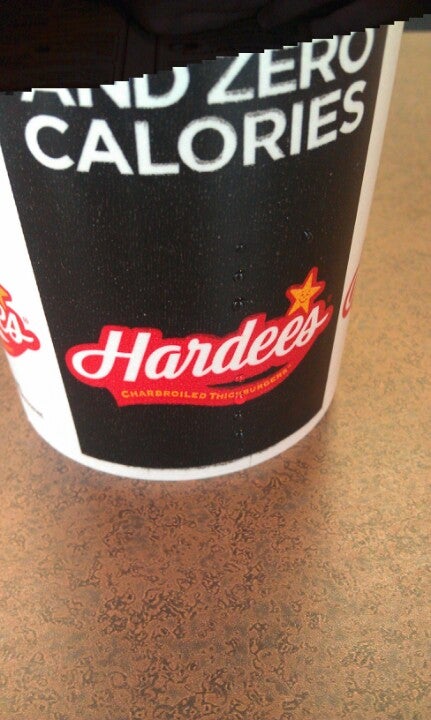 AND ZERO
CALORIES
Hardee's
CHARBROILED THICKBURGERS